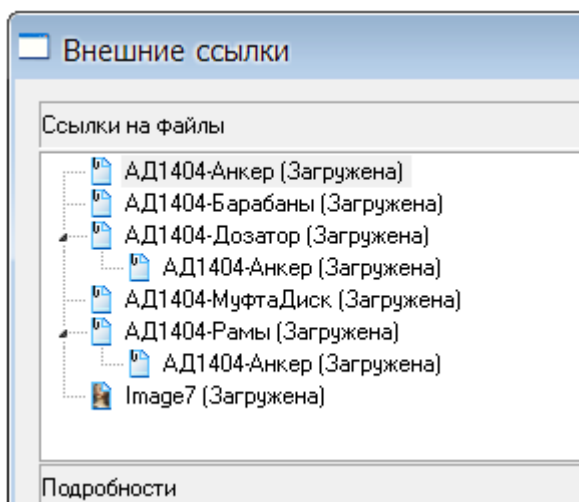 Внешние ссылки
Ссылки на файлы
АД1404-Анкер (Загружена)
АД1404-Барабаны (Загружена)
АД1404-Дозатор (Загружена)
АД1404-Анкер (Загружена)
АД1404-МуфтаДиск (Загружена)
АД1404-Рамы (Загружена)
АД1404-Анкер (Загружена)
Image7 (Загружена)
Подробности